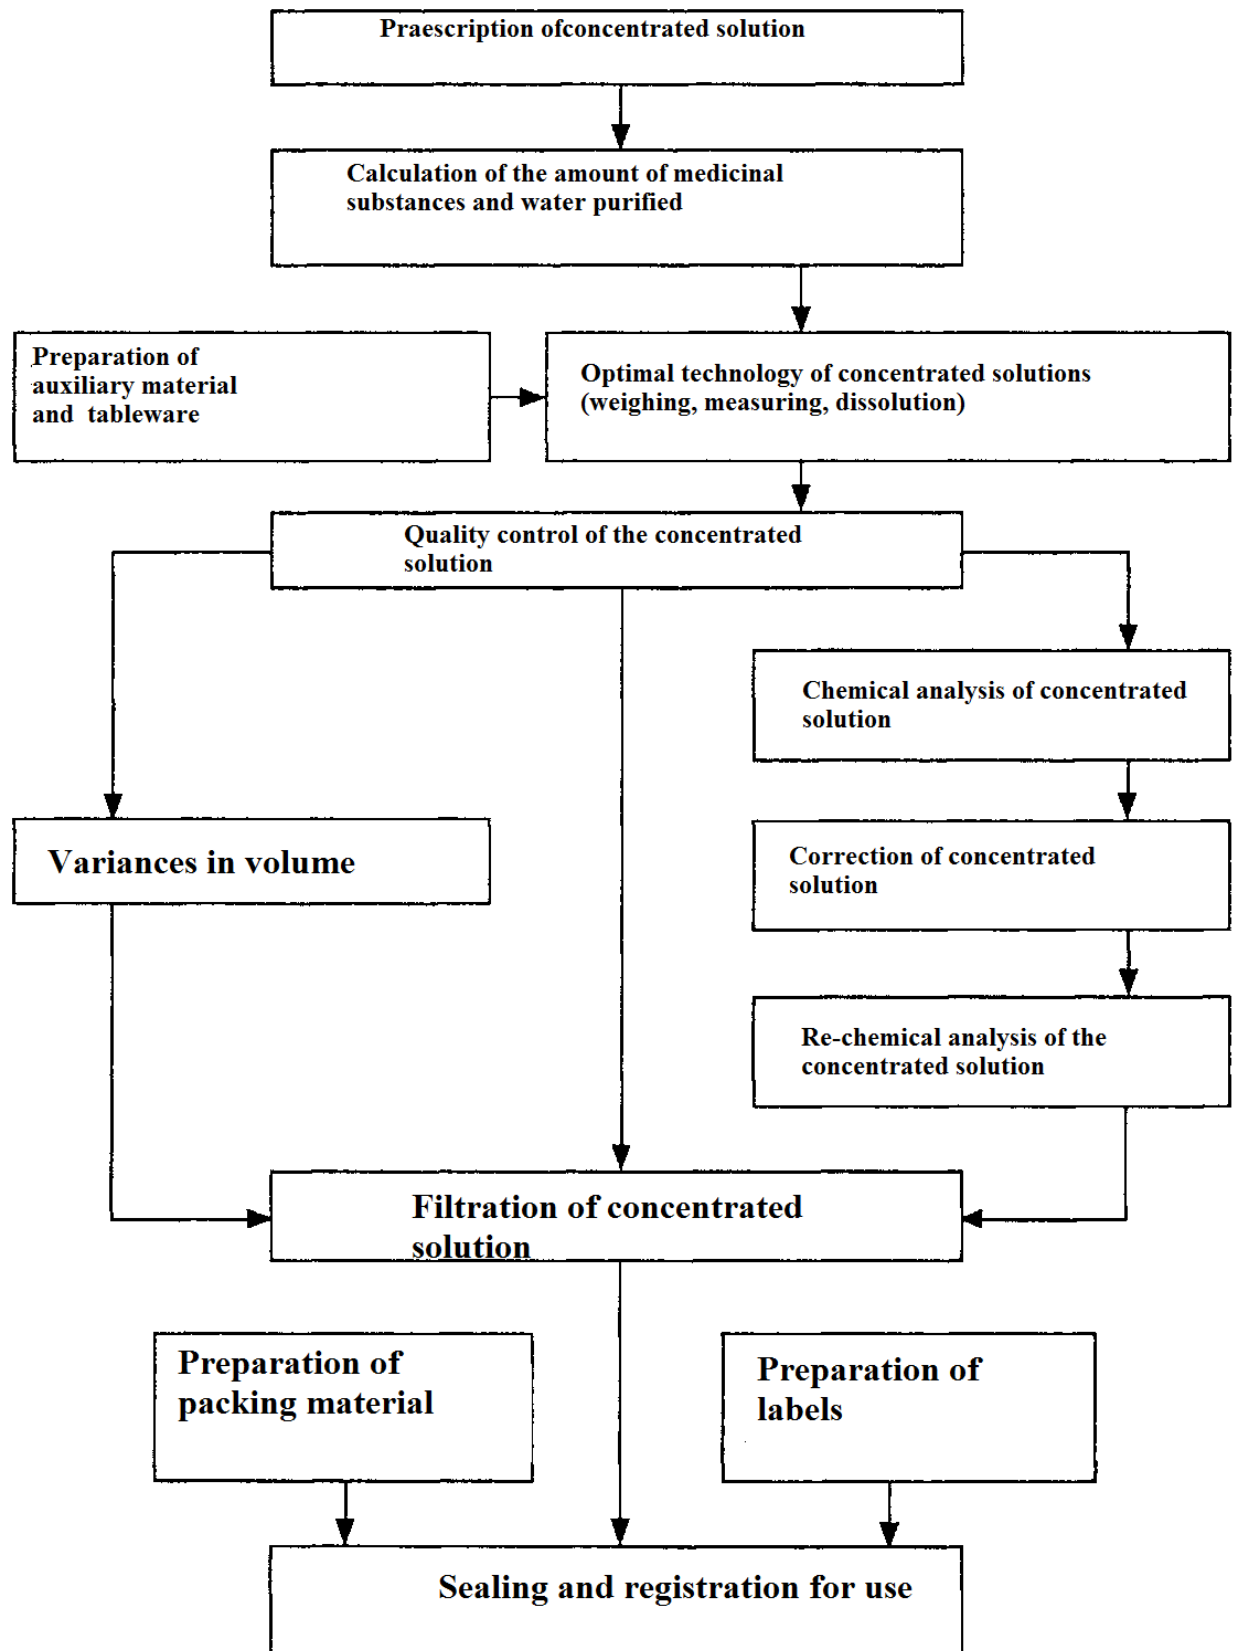 Praescription ofconcentrated solution
Calculation of the amount of medicinal
substances and water purified
Preparation of
auxiliary material
and tableware
Optimal technology of concentrated solutions
(weighing, measuring, dissolution)
Quality control of the concentrated
solution
Chemical analysis of concentrated
solution
Variances in volume
Correction of concentrated
solution
Re-chemical analysis of the
concentrated solution
Filtration of concentrated
solution
Preparation of
packing material
Preparation of
labels
Sealing and registration for use